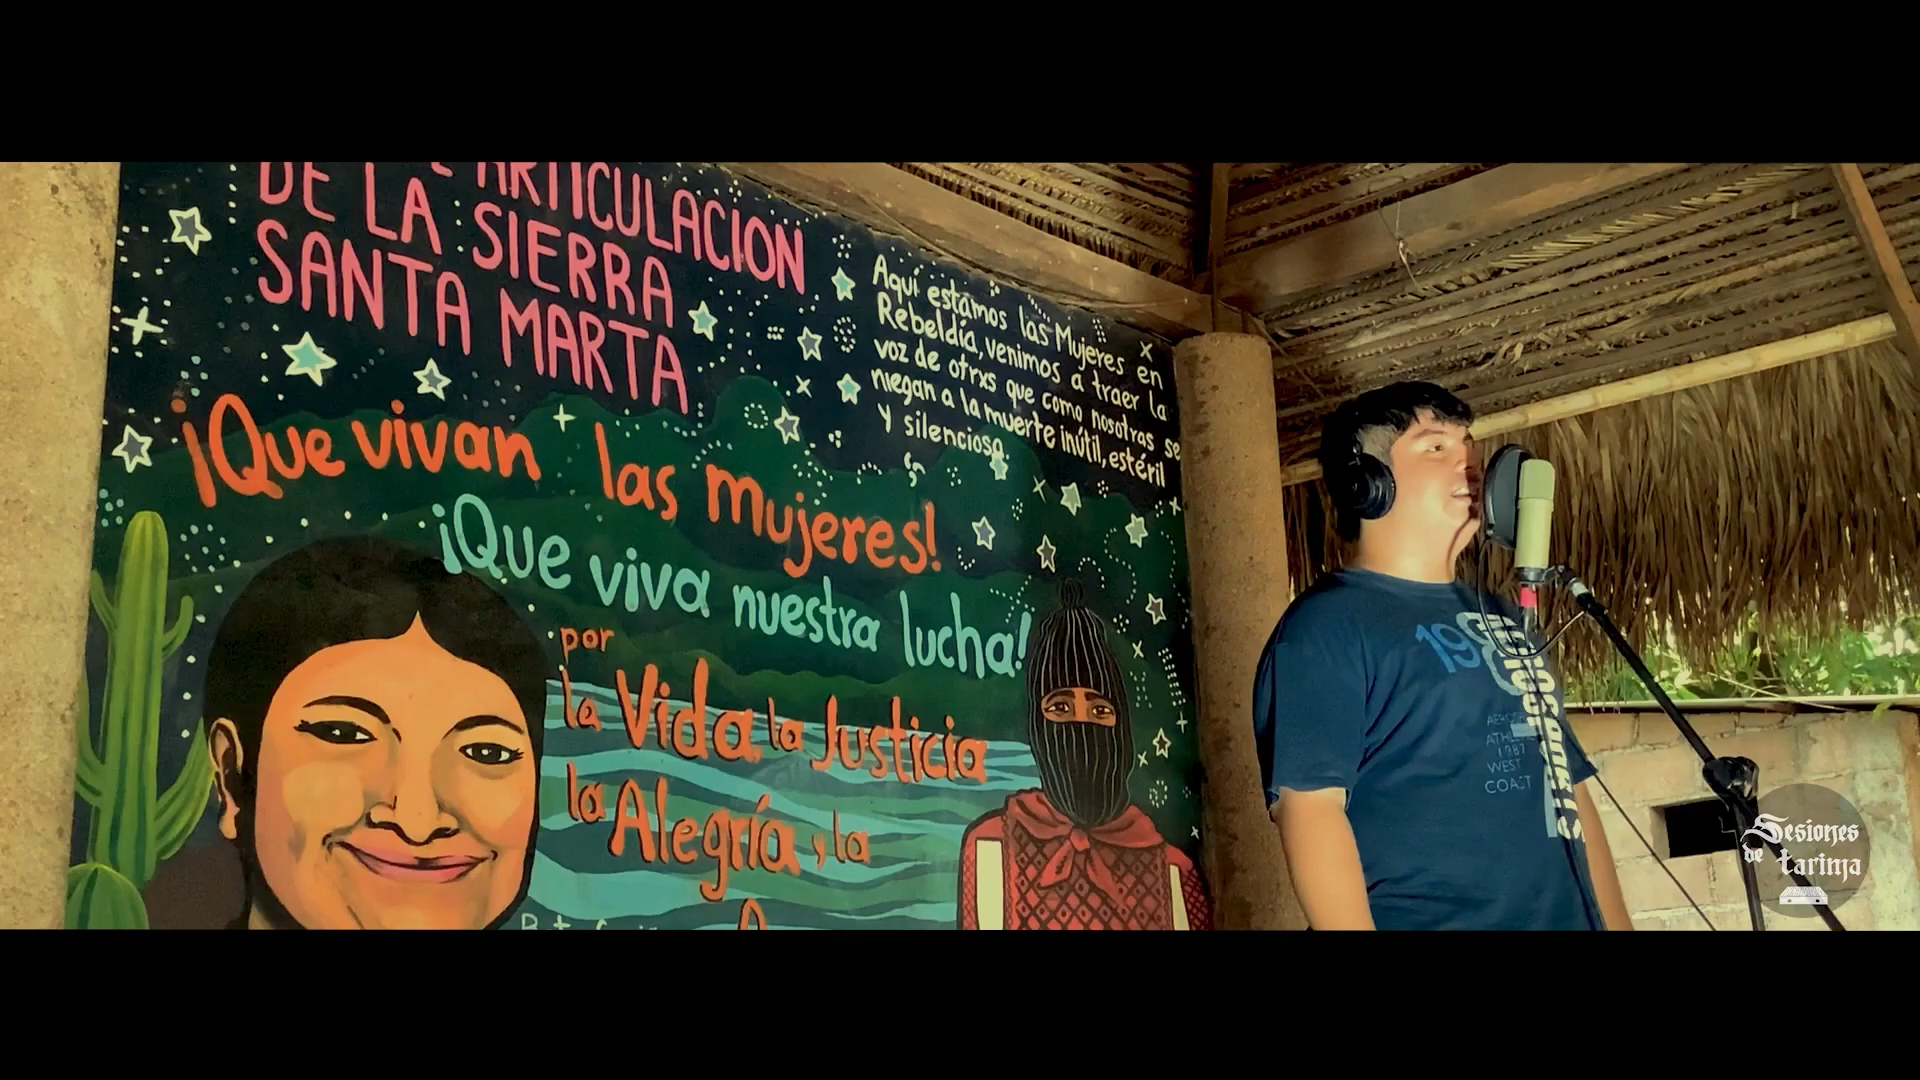 ARTICULACION
DE LA SIERRA
SANTA MARTA
Aquí estamos las Mujeres en
Rebeldía, venimos a traer la
voz de otrxs que como nosotras se
niegan a la muerte inútil, estéril
y silenciosa
¡Que vivan las mujeres!
¡Que viva nuestra lucha!
por
la Vida, la Justicia
la Alegría, la
19
AEROP
ATHL
1987
WEST
COAST
Sesiones
de tarima